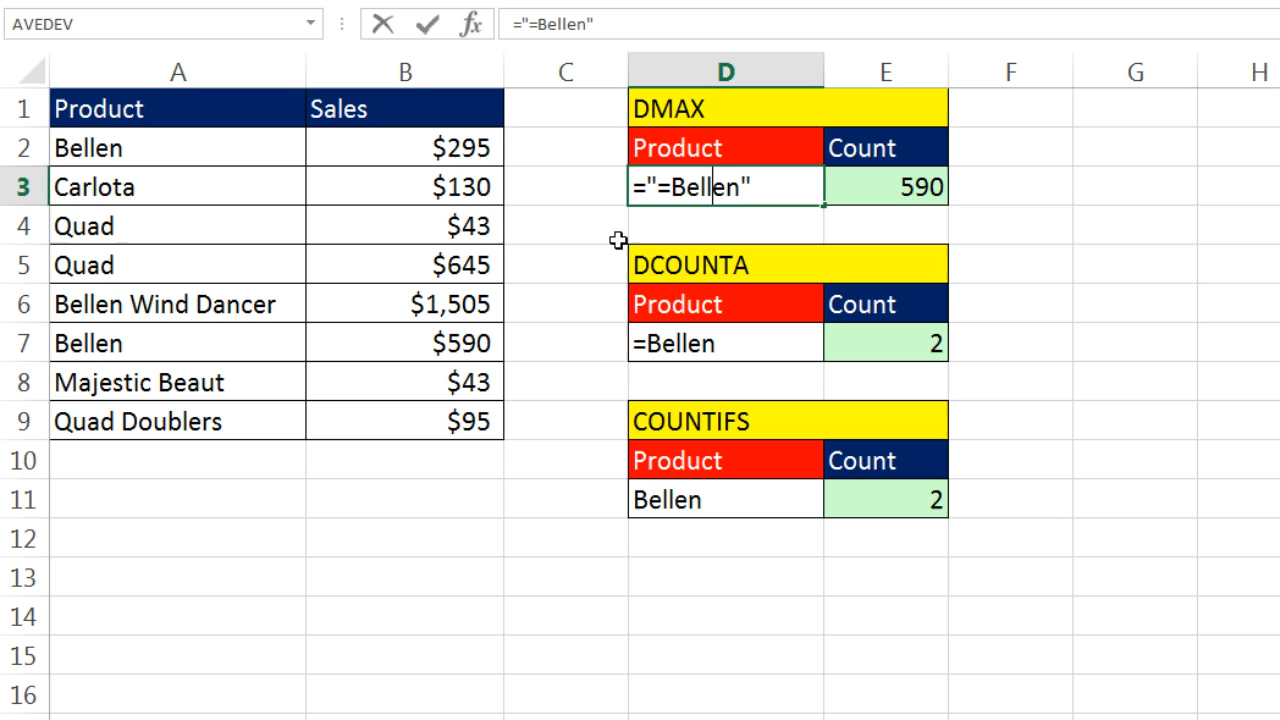 AVEDEV fx ="=Bellen"
A B C D E F G H
1 Product Sales DMAX
2 Bellen $295 Product Count
3 Carlota $130 ="=Bellen" 590
4 Quad $43
5 Quad $645 DCOUNTA
6 Bellen Wind Dancer $1,505 Product Count
7 Bellen $590 =Bellen 2
8 Majestic Beaut $43
9 Quad Doublers $95 COUNTIFS
10 Product Count
11 Bellen 2
12
13
14
15
16